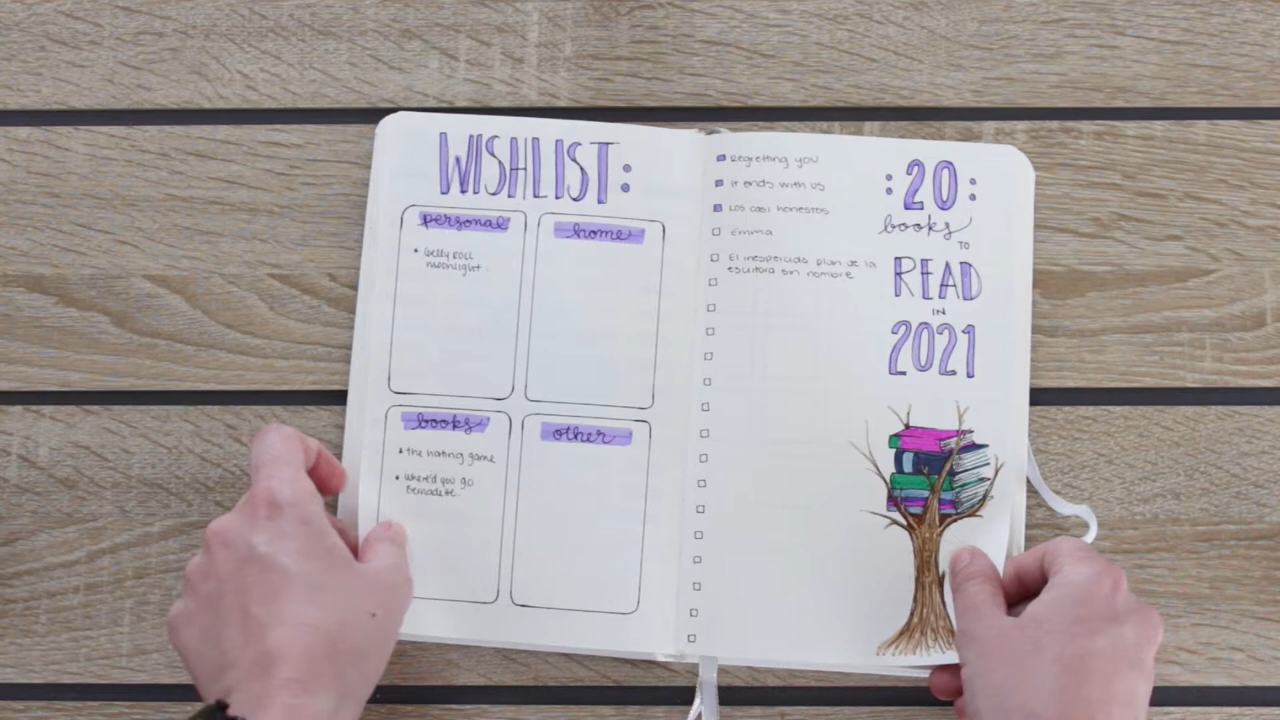 WISHLIST:
personal
• Gelly Roll
moonlight.
home
books
• the hating game
• Where'd you go
Bernadette.
other
Regretting you
It ends with us
Los casi honestos
Emma
El inesperado plan de la
escritora sin nombre
:20:
books
TO
READ
IN
2021